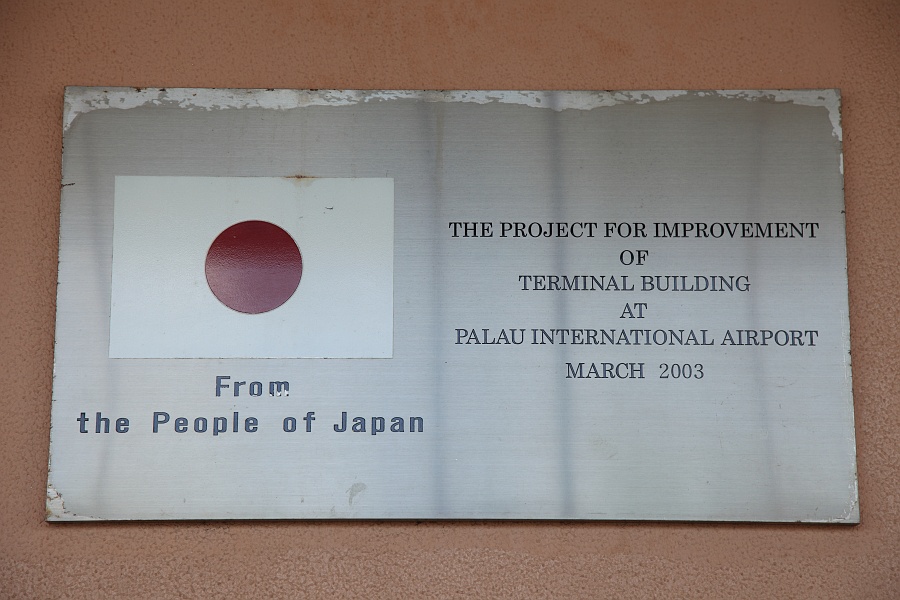 From
the People of Japan
THE PROJECT FOR IMPROVEMENT
OF
TERMINAL BUILDING
AT
PALAU INTERNATIONAL AIRPORT
MARCH 2003